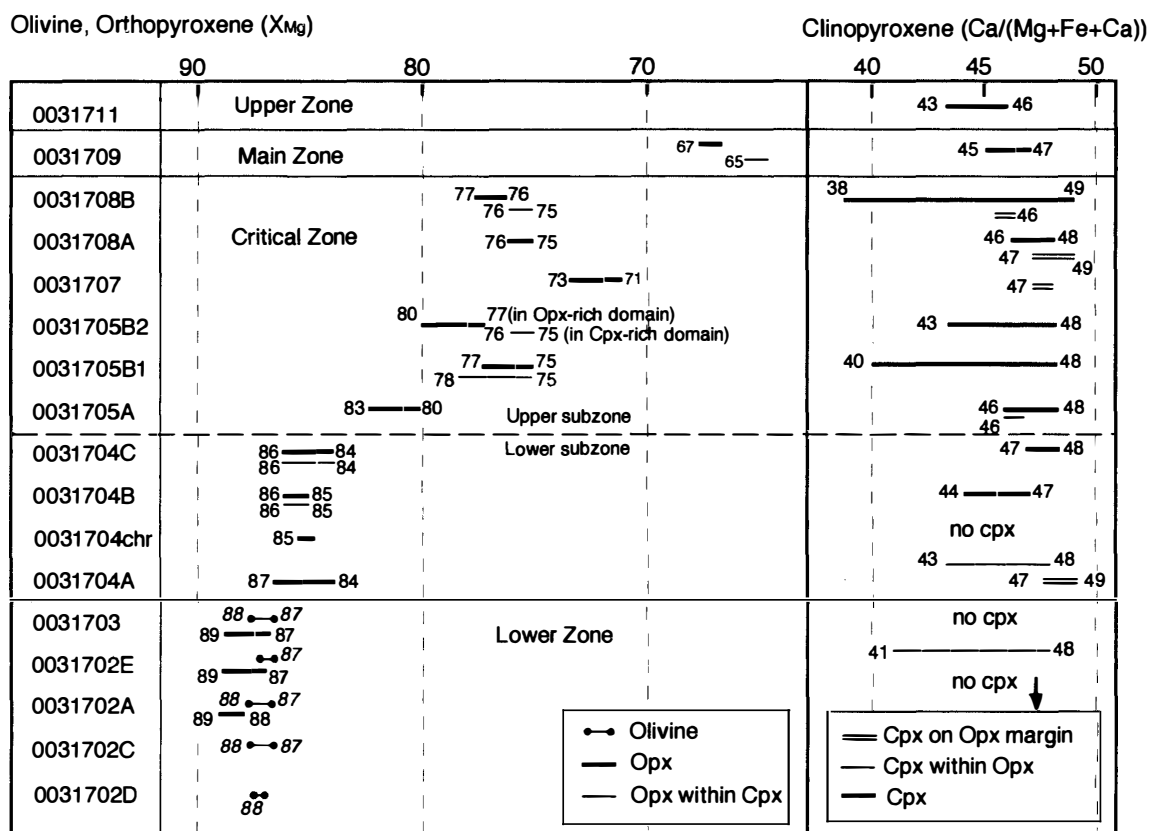 Olivine, Orthopyroxene (XMg)
Clinopyroxene (Ca/(Mg+Fe+Ca))
90 80 70 40 45 50
0031711 Upper Zone 43 46
0031709 Main Zone 67 65 45 47
0031708B 77 76 38 49
76 75 46
0031708A Critical Zone 76 75 46 48
47 49
0031707 73 71 47
0031705B2 80 77 (in Opx-rich domain) 43 48
76 75 (in Cpx-rich domain)
0031705B1 77 75 40 48
78 75
0031705A 83 80 Upper subzone 46 48
46
0031704C 86 84 Lower subzone 47 48
86 84
0031704B 86 85 44 47
86 85
0031704chr 85 no cpx
0031704A 87 84 43 48
47 49
0031703 88 87 Lower Zone no cpx
89 87
0031702E 87 41 48
89 87
0031702A 88 87 no cpx
89 88
0031702C 88 87
0031702D 88
Olivine
Opx
Opx within Cpx
Cpx on Opx margin
Cpx within Opx
Cpx